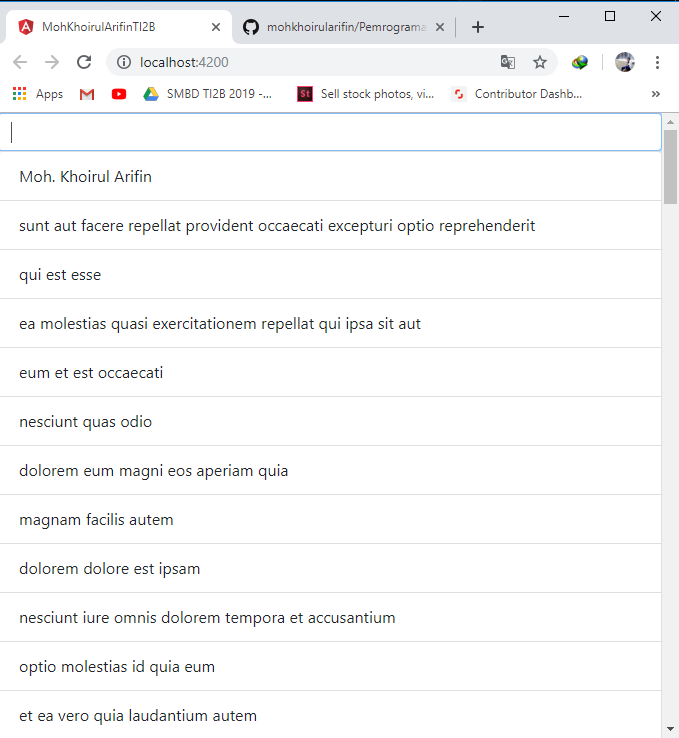 MohKhoirulArifinTI2B
mohkhoirularifin/Pemrograma
localhost:4200
Apps
SMBD TI2B 2019 -...
St
Sell stock photos, vi...
Contributor Dashb...
»
Moh. Khoirul Arifin
sunt aut facere repellat provident occaecati excepturi optio reprehenderit
qui est esse
ea molestias quasi exercitationem repellat qui ipsa sit aut
eum et est occaecati
nesciunt quas odio
dolorem eum magni eos aperiam quia
magnam facilis autem
dolorem dolore est ipsam
nesciunt iure omnis dolorem tempora et accusantium
optio molestias id quia eum
et ea vero quia laudantium autem